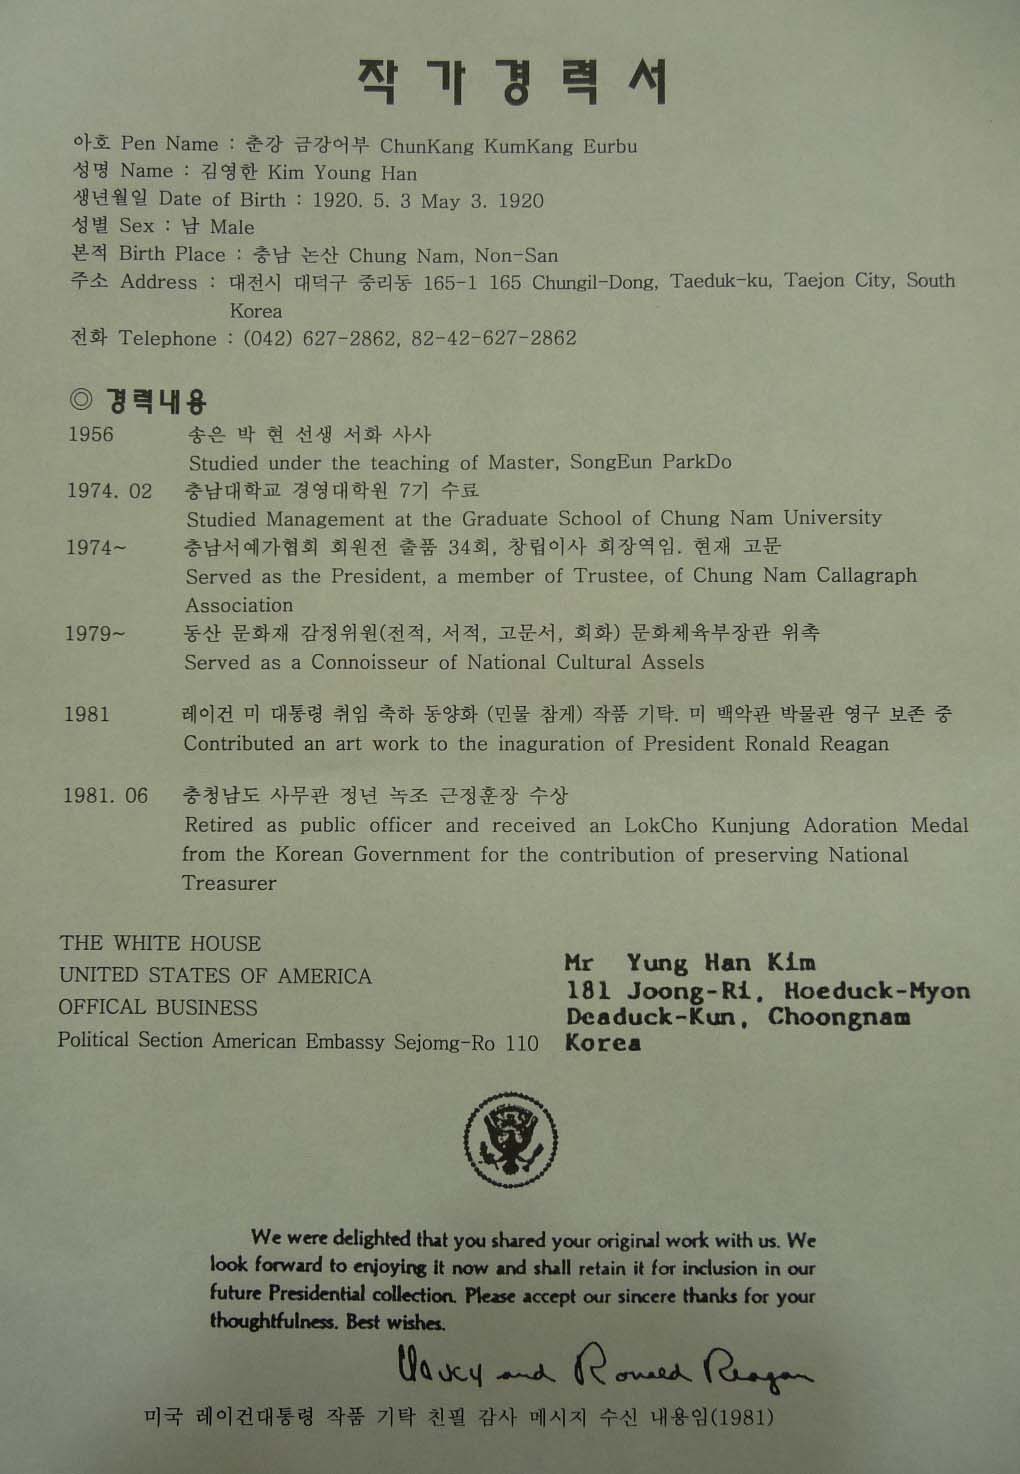 작가경력서
아호 Pen Name : 춘강 금강어부 ChunKang KumKang Eurbu
성명 Name : 김영한 Kim Young Han
생년월일 Date of Birth : 1920. 5. 3 May 3. 1920
성별 Sex : 남 Male
본적 Birth Place : 충남 논산 Chung Nam, Non-San
주소 Address : 대전시 대덕구 중리동 165-1 165 Chungil-Dong, Taeduk-ku, Taejon City, South
Korea
전화 Telephone : (042) 627-2862, 82-42-627-2862
◎ 경력내용
1956 송은 박 현 선생 서화 사사
Studied under the teaching of Master, SongEun ParkDo
1974. 02 충남대학교 경영대학원 7기 수료
Studied Management at the Graduate School of Chung Nam University
1974~ 충남서예가협회 회원전 출품 34회, 창립이사 회장역임. 현재 고문
Served as the President, a member of Trustee, of Chung Nam Callagraph
Association
1979~ 동산 문화재 감정위원(전적, 서적, 고문서, 회화) 문화체육부장관 위촉
Served as a Connoisseur of National Cultural Assels
1981 레이건 미 대통령 취임 축하 동양화 (민물 참게) 작품 기탁. 미 백악관 박물관 영구 보존 중
Contributed an art work to the inaguration of President Ronald Reagan
1981. 06 충청남도 사무관 정년 녹조 근정훈장 수상
Retired as public officer and received an LokCho Kunjung Adoration Medal
from the Korean Government for the contribution of preserving National
Treasurer
THE WHITE HOUSE
UNITED STATES OF AMERICA
OFFICAL BUSINESS
Political Section American Embassy Sejomg-Ro 110
Mr Yung Han Kim
181 Joong-Ri, Hoeduck-Myon
Deaduck-Kun, Choongnam
Korea
We were delighted that you shared your original work with us. We
look forward to enjoying it now and shall retain it for inclusion in our
future Presidential collection. Please accept our sincere thanks for your
thoughtfulness. Best wishes.
Nancy and Ronald Reagan
미국 레이건대통령 작품 기탁 친필 감사 메시지 수신 내용임(1981)